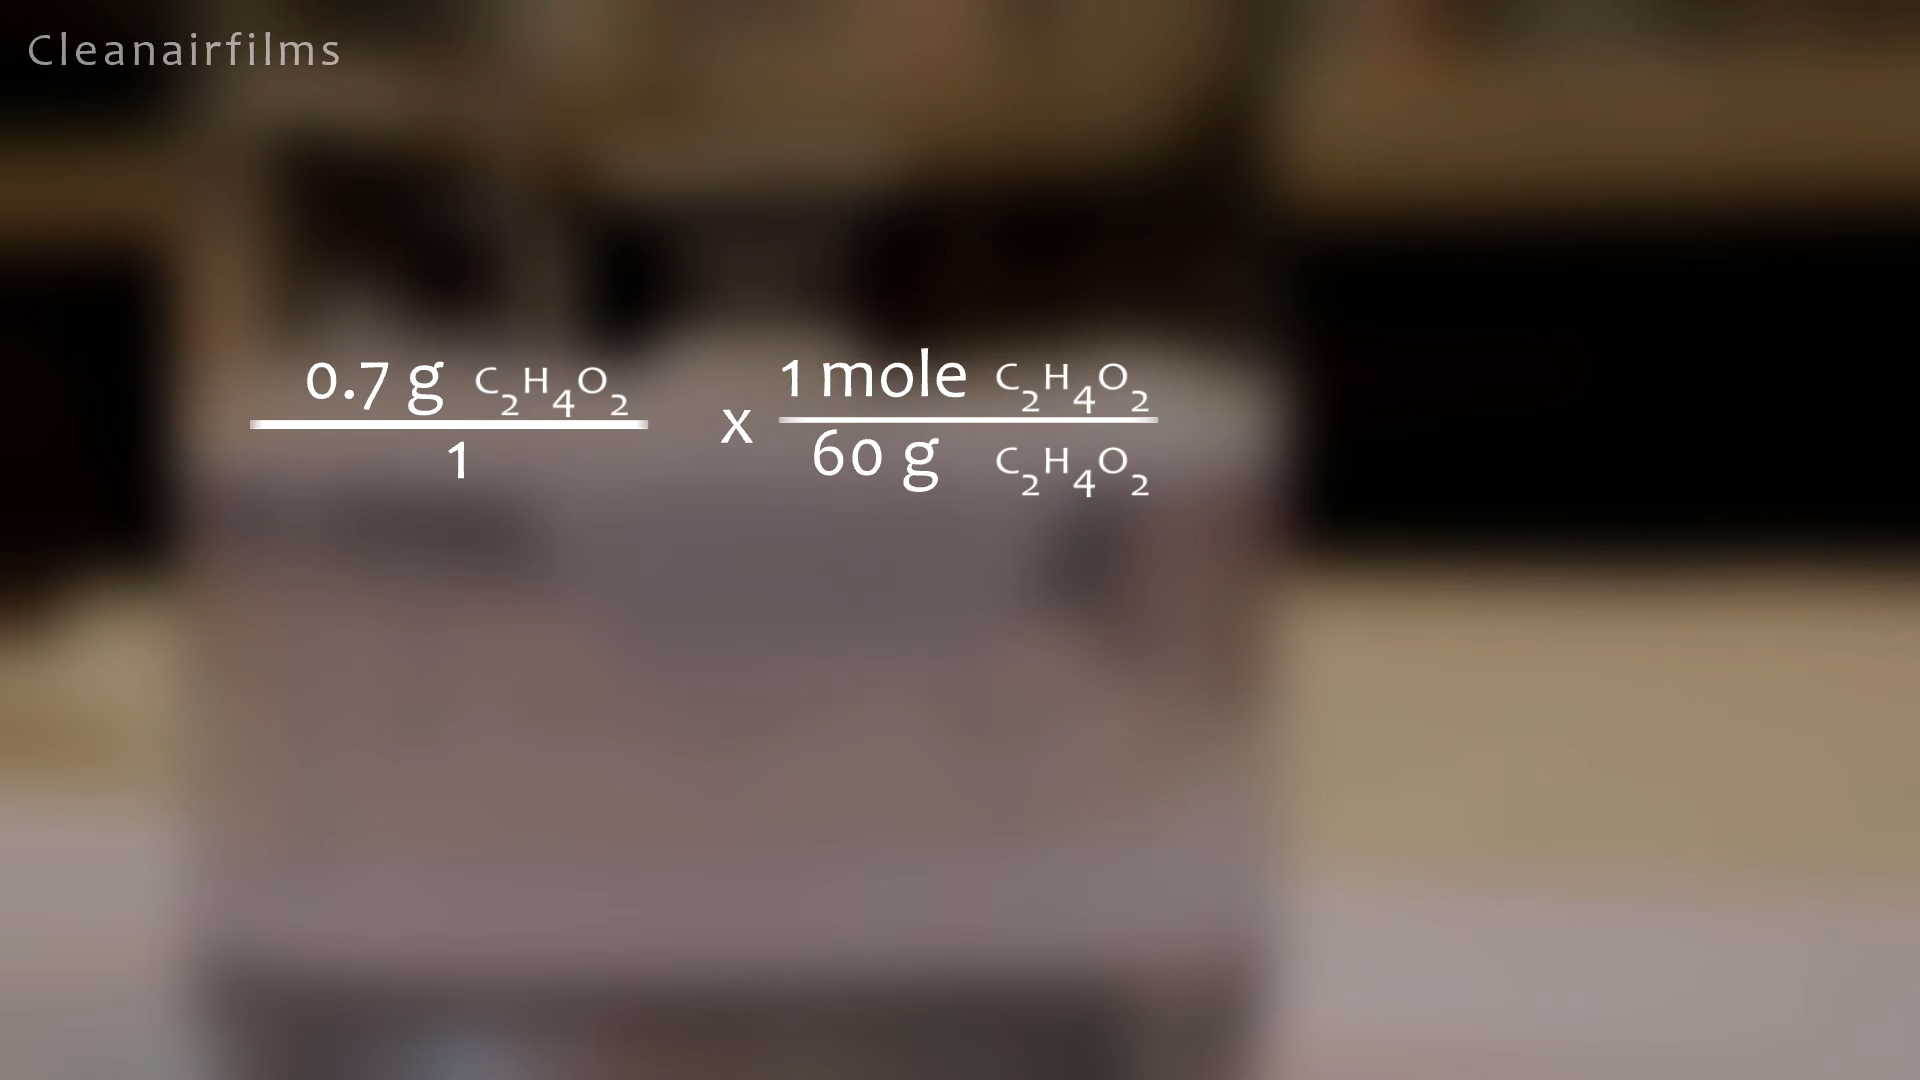 Cleanairfilms
0.7 g C₂H₄O₂ x 1 mole C₂H₄O₂
1 60 g C₂H₄O₂